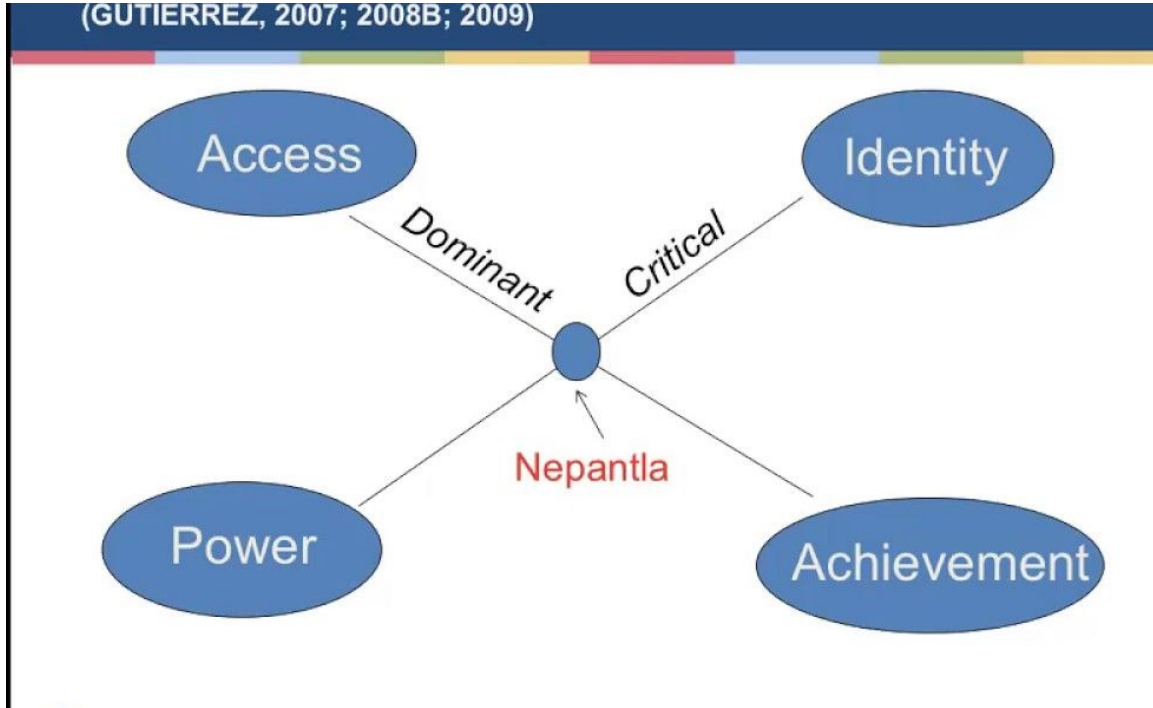 (GUTIERREZ, 2007; 2008B; 2009)
Access
Identity
Dominant
Critical
Nepantla
Power
Achievement